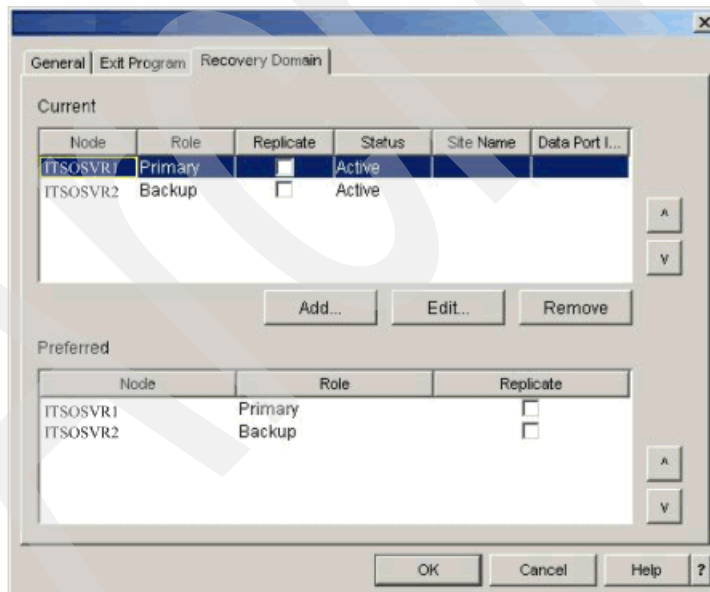 General Exit Program Recovery Domain
Current
Node Role Replicate Status Site Name Data Port I...
ITSOSVR1 Primary Active
ITSOSVR2 Backup Active
Add... Edit... Remove
Preferred
Node Role Replicate
ITSOSVR1 Primary
ITSOSVR2 Backup
OK Cancel Help ?